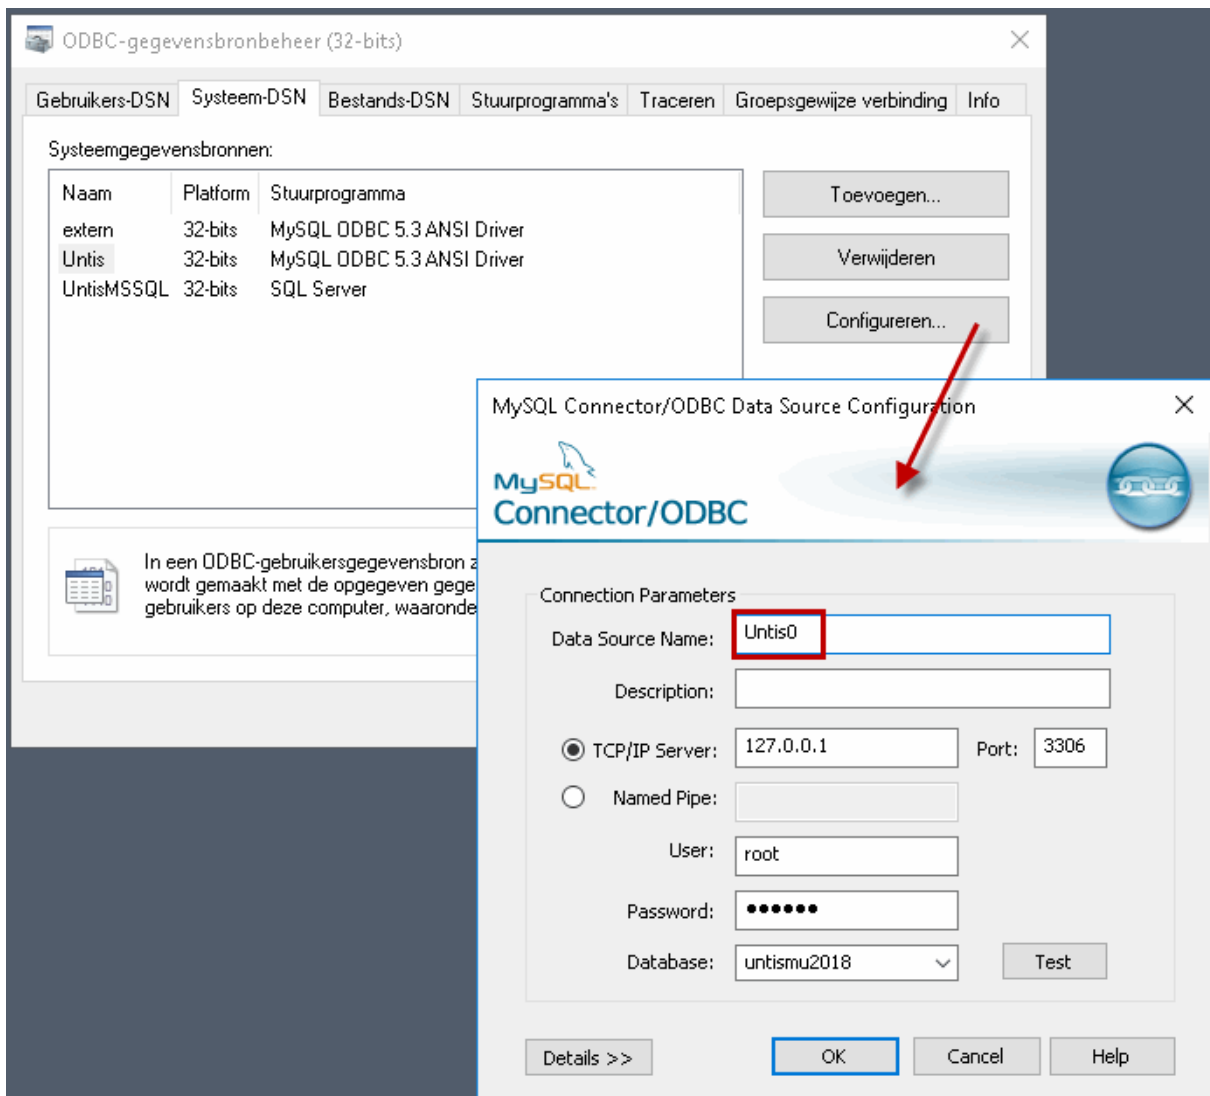 ODBC-gegevensbronbeheer (32-bits)
Gebruikers-DSN Systeem-DSN Bestands-DSN Stuurprogramma's Traceren Groepsgewijze verbinding Info
Systeemgegevensbronnen:
Naam Platform Stuurprogramma
extern 32-bits MySQL ODBC 5.3 ANSI Driver
Untis 32-bits MySQL ODBC 5.3 ANSI Driver
UntisMSSQL 32-bits SQL Server
Toevoegen...
Verwijderen
Configureren...
In een ODBC-gebruikersgegevensbron
wordt gemaakt met de opgegeven
gebruikers op deze computer,
MySQL Connector/ODBC Data Source Configuration
MySQL
Connector/ODBC
Connection Parameters
Data Source Name: Untis0
Description:
TCP/IP Server: 127.0.0.1 Port: 3306
Named Pipe:
User: root
Password: ●●●●●●
Database: untismu2018 Test
Details >> OK Cancel Help